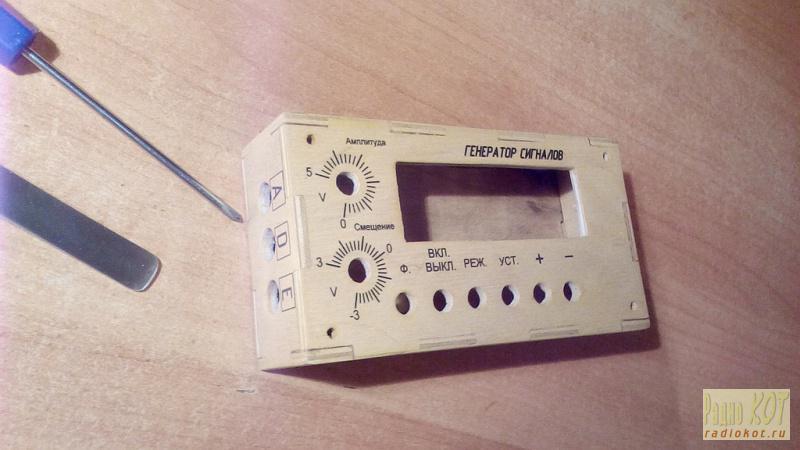 ГЕНЕРАТОР СИГНАЛОВ
Амплитуда
5
V
0
Смещение
0
3
V
-3
Ф.
ВКЛ.
ВЫКЛ.
РЕЖ.
УСТ.
+
−
A
D
E
Радио КОТ
radiokot.ru